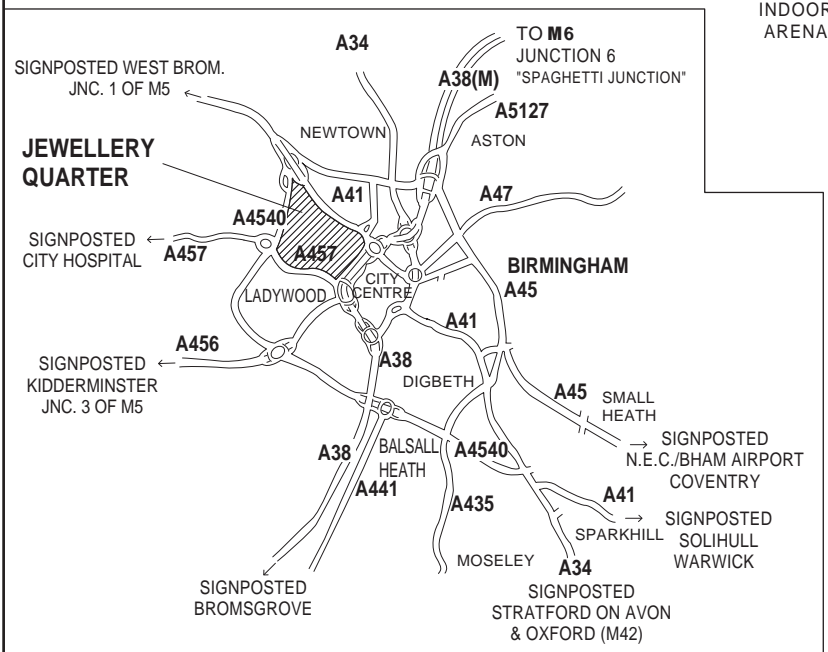 INDOOR
ARENA
A34
TO M6
JUNCTION 6
"SPAGHETTI JUNCTION"
SIGNPOSTED WEST BROM.
JNC. 1 OF M5
A38(M)
A5127
NEWTOWN
ASTON
JEWELLERY
QUARTER
A41
A47
A4540
SIGNPOSTED
CITY HOSPITAL
A457
A457
BIRMINGHAM
CITY
CENTRE
LADYWOOD
A45
A41
A456
SIGNPOSTED
KIDDERMINSTER
JNC. 3 OF M5
A38
DIGBETH
A45
SMALL
HEATH
SIGNPOSTED
N.E.C./BHAM AIRPORT
COVENTRY
A38
BALSALL
HEATH
A4540
A441
A435
A41
SIGNPOSTED
SOLIHULL
WARWICK
SPARKHILL
MOSELEY
A34
SIGNPOSTED
BROMSGROVE
SIGNPOSTED
STRATFORD ON AVON
& OXFORD (M42)